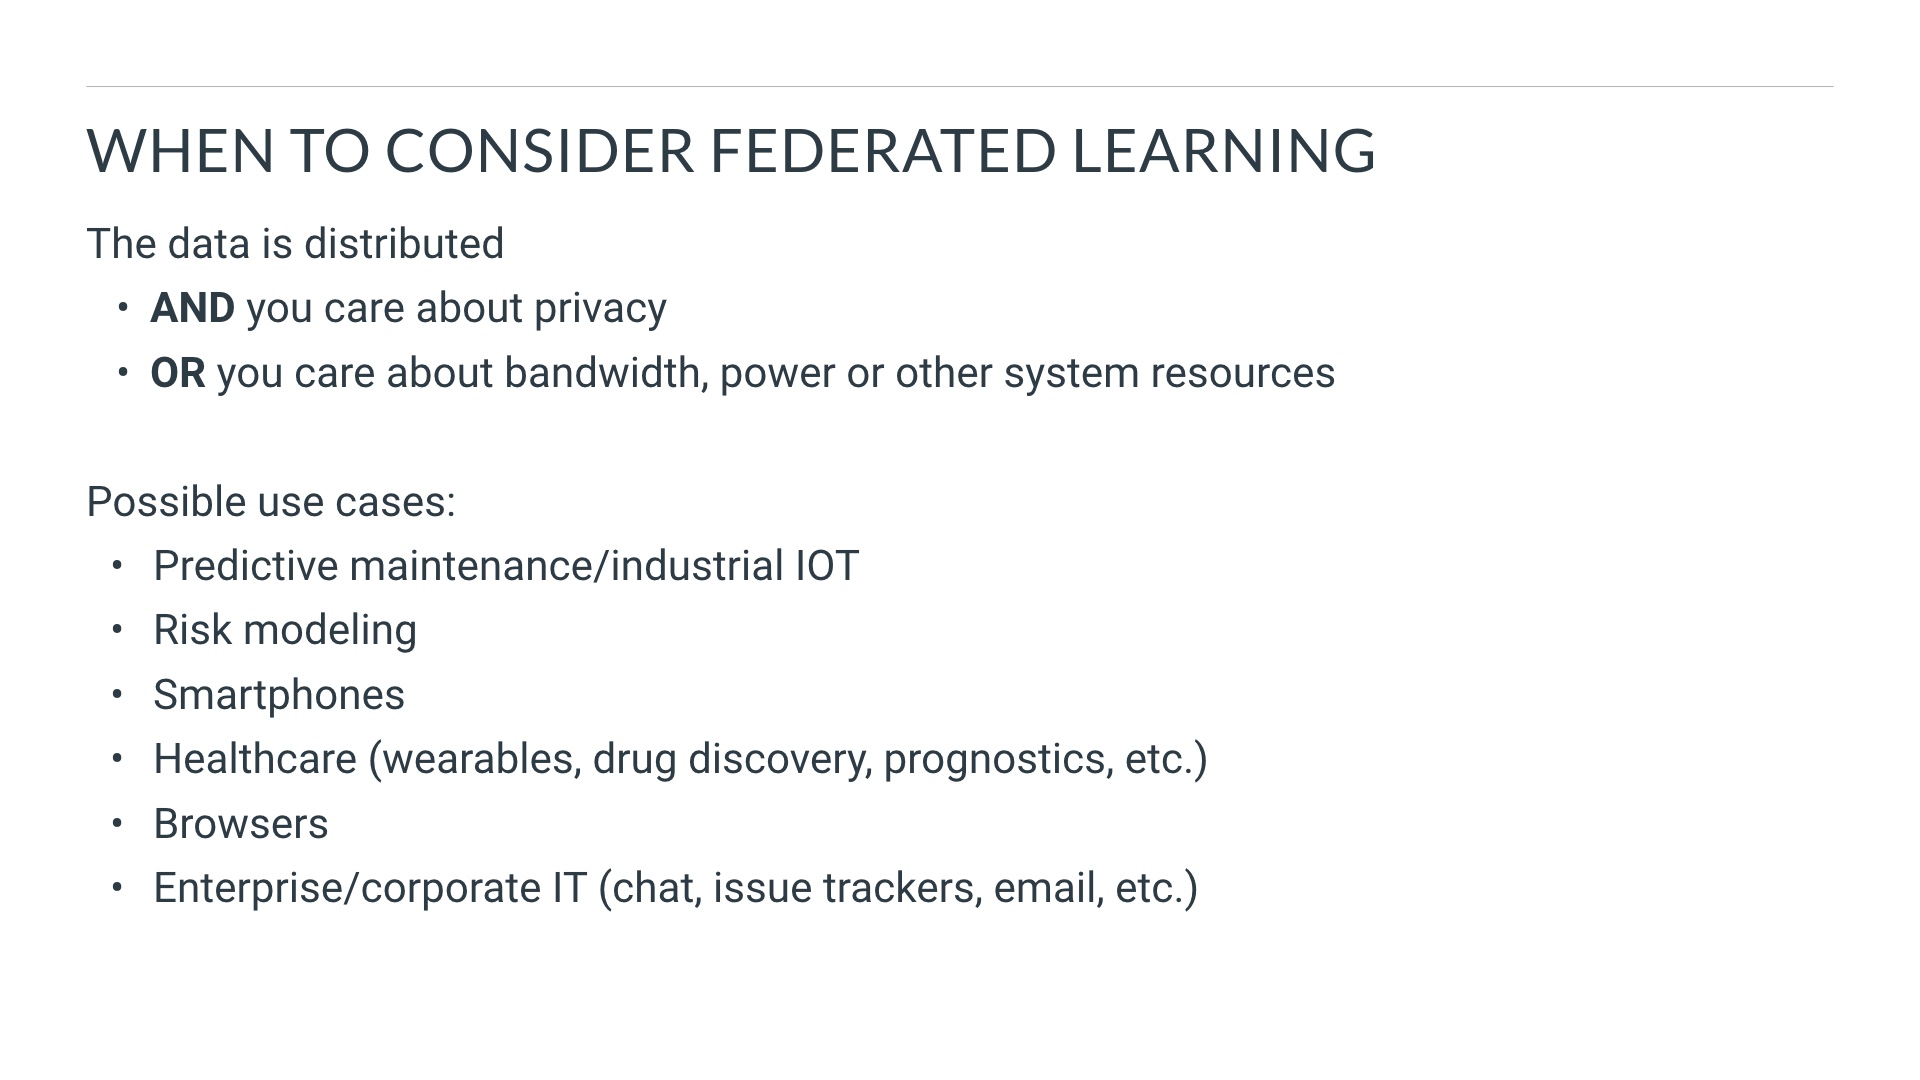 WHEN TO CONSIDER FEDERATED LEARNING
The data is distributed
• AND you care about privacy
• OR you care about bandwidth, power or other system resources
Possible use cases:
• Predictive maintenance/industrial IOT
• Risk modeling
• Smartphones
• Healthcare (wearables, drug discovery, prognostics, etc.)
• Browsers
• Enterprise/corporate IT (chat, issue trackers, email, etc.)